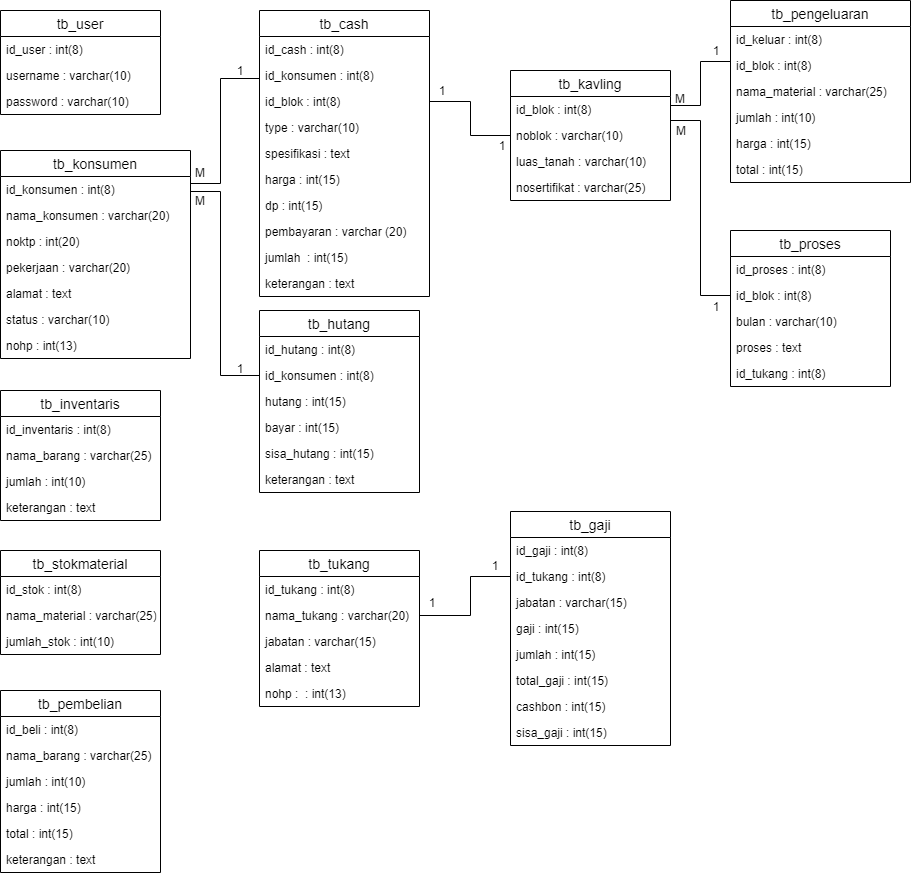 tb_user
id_user : int(8)
username : varchar(10)
password : varchar(10)
tb_konsumen
id_konsumen : int(8)
nama_konsumen : varchar(20)
noktp : int(20)
pekerjaan : varchar(20)
alamat : text
status : varchar(10)
nohp : int(13)
tb_inventaris
id_inventaris : int(8)
nama_barang : varchar(25)
jumlah : int(10)
keterangan : text
tb_stokmaterial
id_stok : int(8)
nama_material : varchar(25)
jumlah_stok : int(10)
tb_pembelian
id_beli : int(8)
nama_barang : varchar(25)
jumlah : int(10)
harga : int(15)
total : int(15)
keterangan : text
1
M
M
1
tb_cash
id_cash : int(8)
id_konsumen : int(8)
id_blok : int(8)
type : varchar(10)
spesifikasi : text
harga : int(15)
dp : int(15)
pembayaran : varchar (20)
jumlah  : int(15)
keterangan : text
tb_hutang
id_hutang : int(8)
id_konsumen : int(8)
hutang : int(15)
bayar : int(15)
sisa_hutang : int(15)
keterangan : text
tb_tukang
id_tukang : int(8)
nama_tukang : varchar(20)
jabatan : varchar(15)
alamat : text
nohp :  : int(13)
1
1
1
1
tb_kavling
id_blok : int(8)
noblok : varchar(10)
luas_tanah : varchar(10)
nosertifikat : varchar(25)
tb_gaji
id_gaji : int(8)
id_tukang : int(8)
jabatan : varchar(15)
gaji : int(15)
jumlah : int(15)
total_gaji : int(15)
cashbon : int(15)
sisa_gaji : int(15)
1
M
M
1
tb_pengeluaran
id_keluar : int(8)
id_blok : int(8)
nama_material : varchar(25)
jumlah : int(10)
harga : int(15)
total : int(15)
tb_proses
id_proses : int(8)
id_blok : int(8)
bulan : varchar(10)
proses : text
id_tukang : int(8)